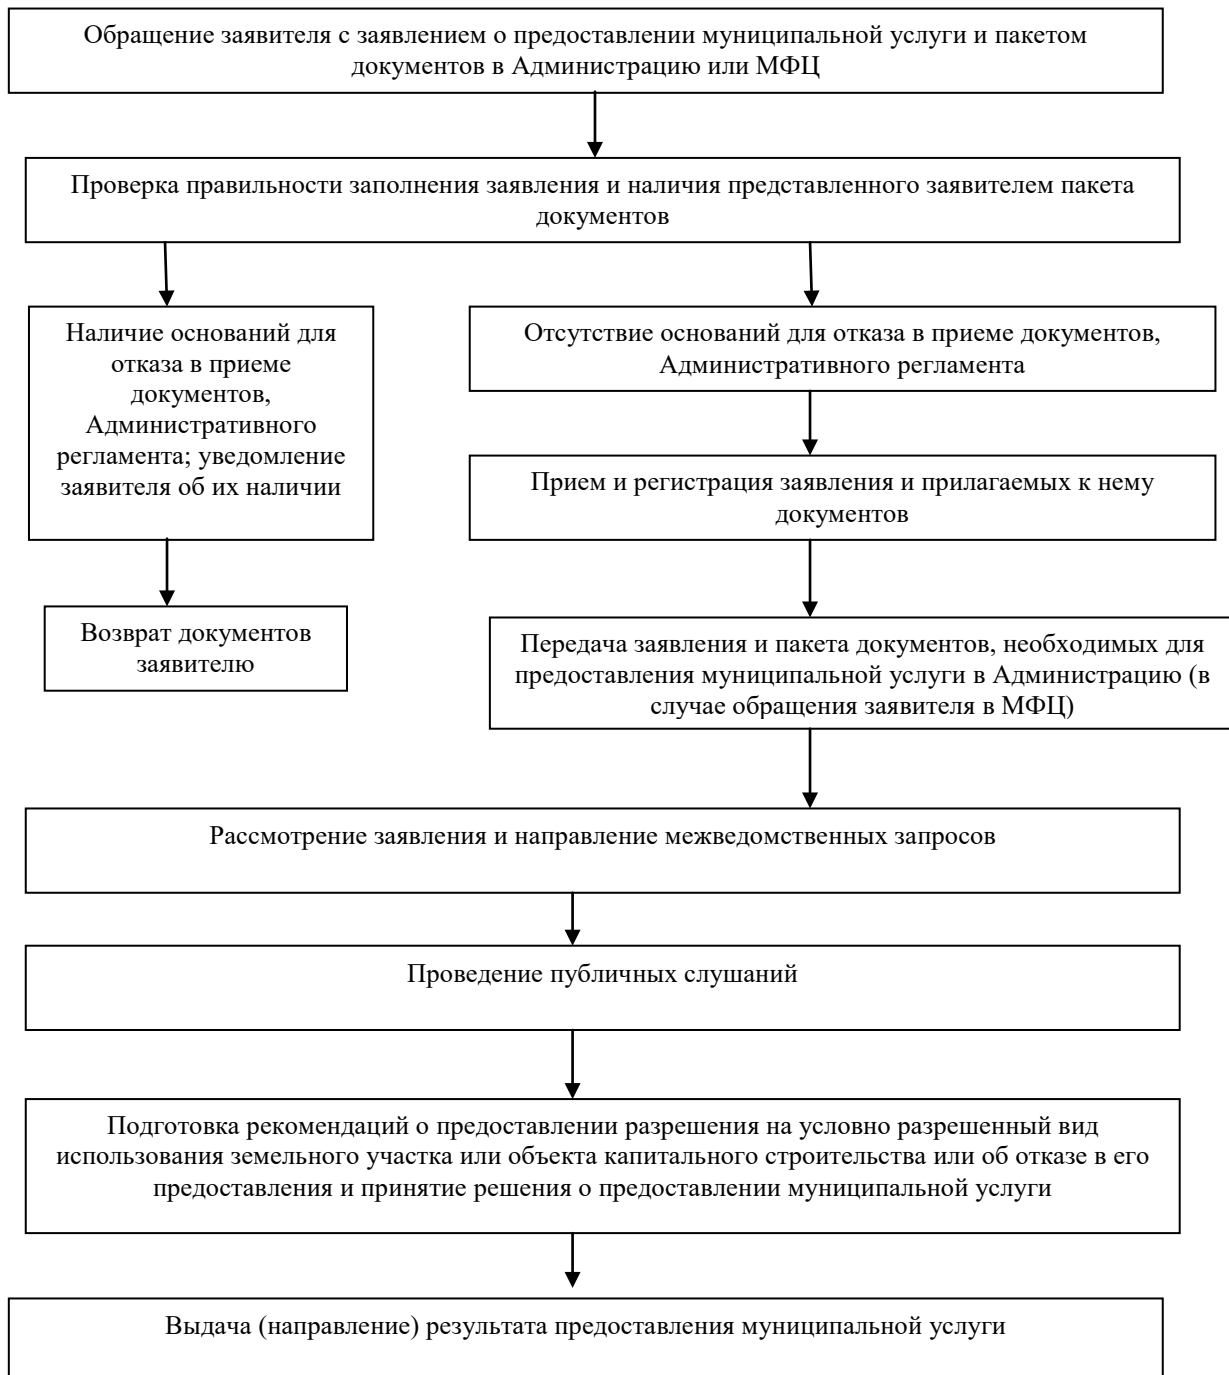 Обращение заявителя с заявлением о предоставлении муниципальной услуги и пакетом
документов в Администрацию или МФЦ
Проверка правильности заполнения заявления и наличия представленного заявителем пакета
документов
Наличие оснований для
отказа в приеме
документов,
Административного
регламента; уведомление
заявителя об их наличии
Отсутствие оснований для отказа в приеме документов,
Административного регламента
Прием и регистрация заявления и прилагаемых к нему
документов
Возврат документов
заявителю
Передача заявления и пакета документов, необходимых для
предоставления муниципальной услуги в Администрацию (в
случае обращения заявителя в МФЦ)
Рассмотрение заявления и направление межведомственных запросов
Проведение публичных слушаний
Подготовка рекомендаций о предоставлении разрешения на условно разрешенный вид
использования земельного участка или объекта капитального строительства или об отказе в его
предоставления и принятие решения о предоставлении муниципальной услуги
Выдача (направление) результата предоставления муниципальной услуги